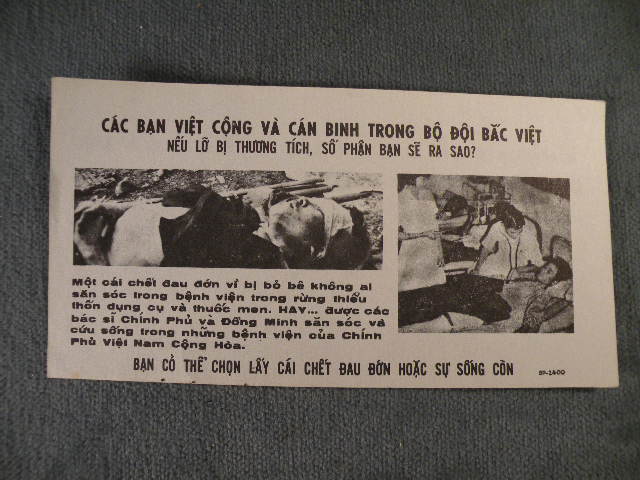 CÁC BẠN VIỆT CỘNG VÀ CÁN BINH TRONG BỘ ĐỘI BẮC VIỆT
NẾU LỠ BỊ THƯƠNG TÍCH, SỐ PHẬN BẠN SẼ RA SAO?
Một cái chết đau đớn vì bị bỏ bê không ai
săn sóc trong bệnh viện trong rừng thiếu
thốn dụng cụ và thuốc men. HAY... được các
bác sĩ Chính Phủ và Đồng Minh săn sóc và
cứu sống trong những bệnh viện của Chính
Phủ Việt Nam Cộng Hòa.
BẠN CÓ THỂ CHỌN LẤY CÁI CHẾT ĐAU ĐỚN HOẶC SỰ SỐNG CÒN
SP-2400